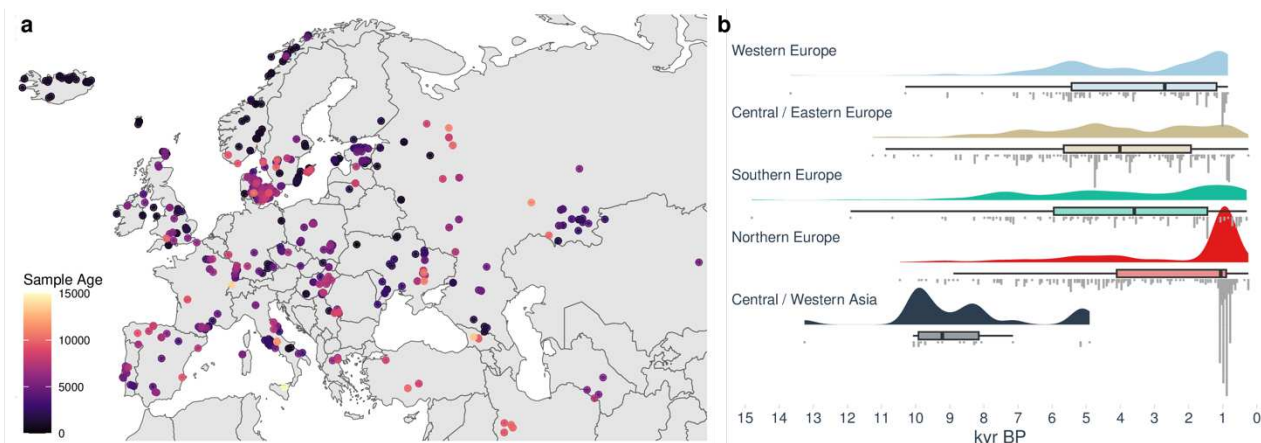 a
Sample Age
15000
10000
5000
0
b
Western Europe
Central / Eastern Europe
Southern Europe
Northern Europe
Central / Western Asia
15 14 13 12 11 10 9 8 7 6 5 4 3 2 1 0
kyr BP